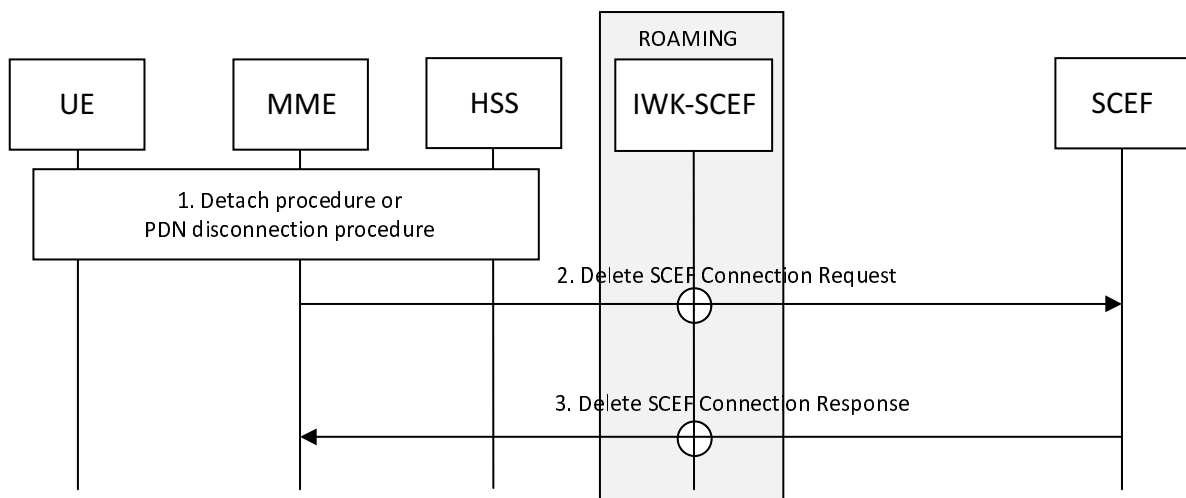 ROAMING
UE
MME
HSS
IWK-SCEF
SCEF
1. Detach procedure or
PDN disconnection procedure
2. Delete SCEF Connection Request
3. Delete SCEF Connection Response